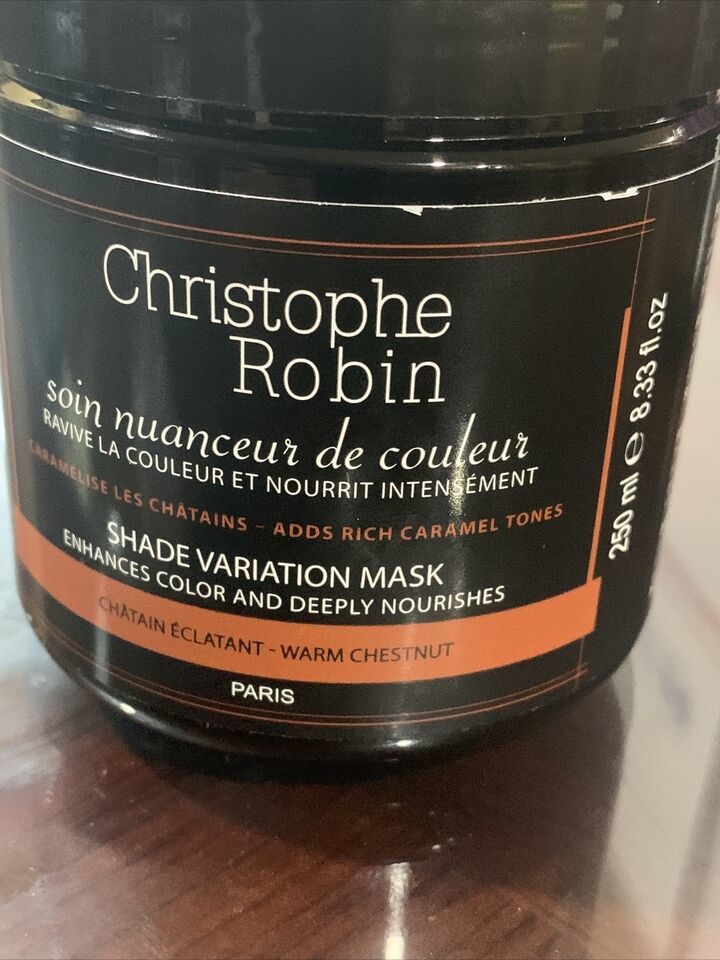 Christophe
Robin
soin nuanceur de couleur
RAVIVE LA COULEUR ET NOURRIT INTENSÉMENT
CARAMÉLISE LES CHÂTAINS - ADDS RICH CARAMEL TONES
SHADE VARIATION MASK
ENHANCES COLOR AND DEEPLY NOURISHES
CHÂTAIN ÉCLATANT - WARM CHESTNUT
PARIS
250 ml e 8.33 fl.oz